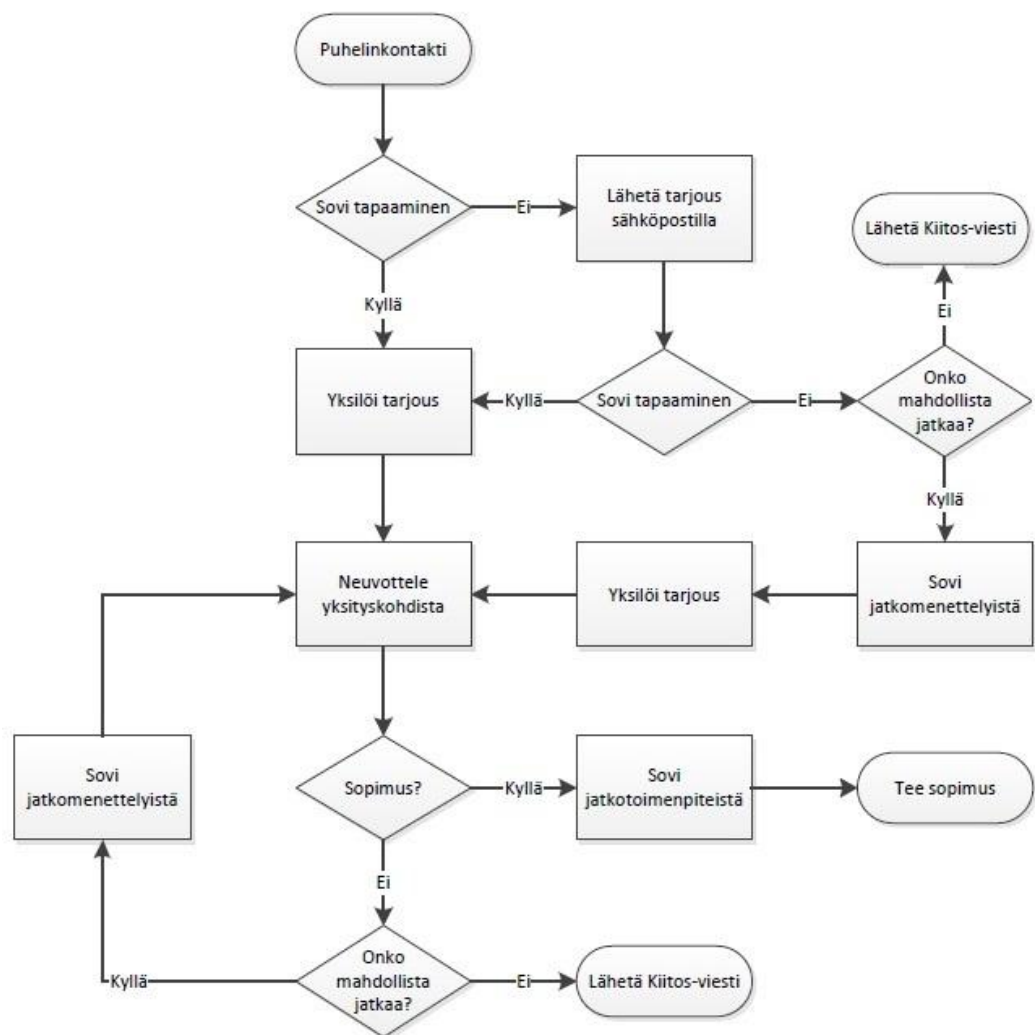 Puhelinkontakti
Sovi tapaaminen
Ei
Lähetä tarjous
sähköpostilla
Lähetä Kiitos-viesti
Kyllä
Ei
Yksilöi tarjous
Kyllä
Sovi tapaaminen
Ei
Onko
mahdollista
jatkaa?
Kyllä
Neuvottele
yksityskohdista
Yksilöi tarjous
Sovi
jatkomenettelyistä
Sovi
jatkomenettelyistä
Sopimus?
Kyllä
Sovi
jatkotoimenpiteistä
Tee sopimus
Ei
Kyllä
Onko
mahdollista
jatkaa?
Ei
Lähetä Kiitos-viesti